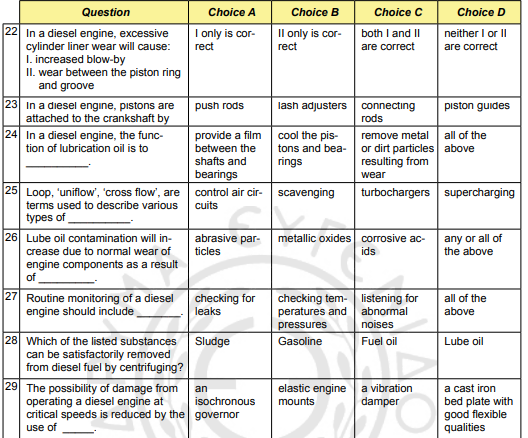 Question Choice A Choice B Choice C Choice D
22 In a diesel engine, excessive cylinder liner wear will cause: I. increased blow-by II. wear between the piston ring and groove
I only is cor-
rect
II only is cor-
rect
both I and II
are correct
neither I or II
are correct
23 In a diesel engine, pistons are
attached to the crankshaft by
push rods
lash adjusters
connecting
rods
piston guides
24 In a diesel engine, the func-
tion of lubrication oil is to
____________.
provide a film
between the
shafts and
bearings
cool the pis-
tons and bea-
rings
remove metal
or dirt particles
resulting from
wear
all of the
above
25 Loop, 'uniflow', 'cross flow', are
terms used to describe various
types of __________.
control air cir-
cuits
scavenging
turbochargers
supercharging
26 Lube oil contamination will in-
crease due to normal wear of
engine components as a result
of _________.
abrasive par-
ticles
metallic oxides
corrosive ac-
ids
any or all of
the above
27 Routine monitoring of a diesel
engine should include _______.
checking for
leaks
checking tem-
peratures and
pressures
listening for
abnormal
noises
all of the
above
28 Which of the listed substances
can be satisfactorily removed
from diesel fuel by centrifuging?
Sludge
Gasoline
Fuel oil
Lube oil
29 The possibility of damage from
operating a diesel engine at
critical speeds is reduced by the
use of _____.
an
isochronous
governor
elastic engine
mounts
a vibration
damper
a cast iron
bed plate with
good flexible
qualities